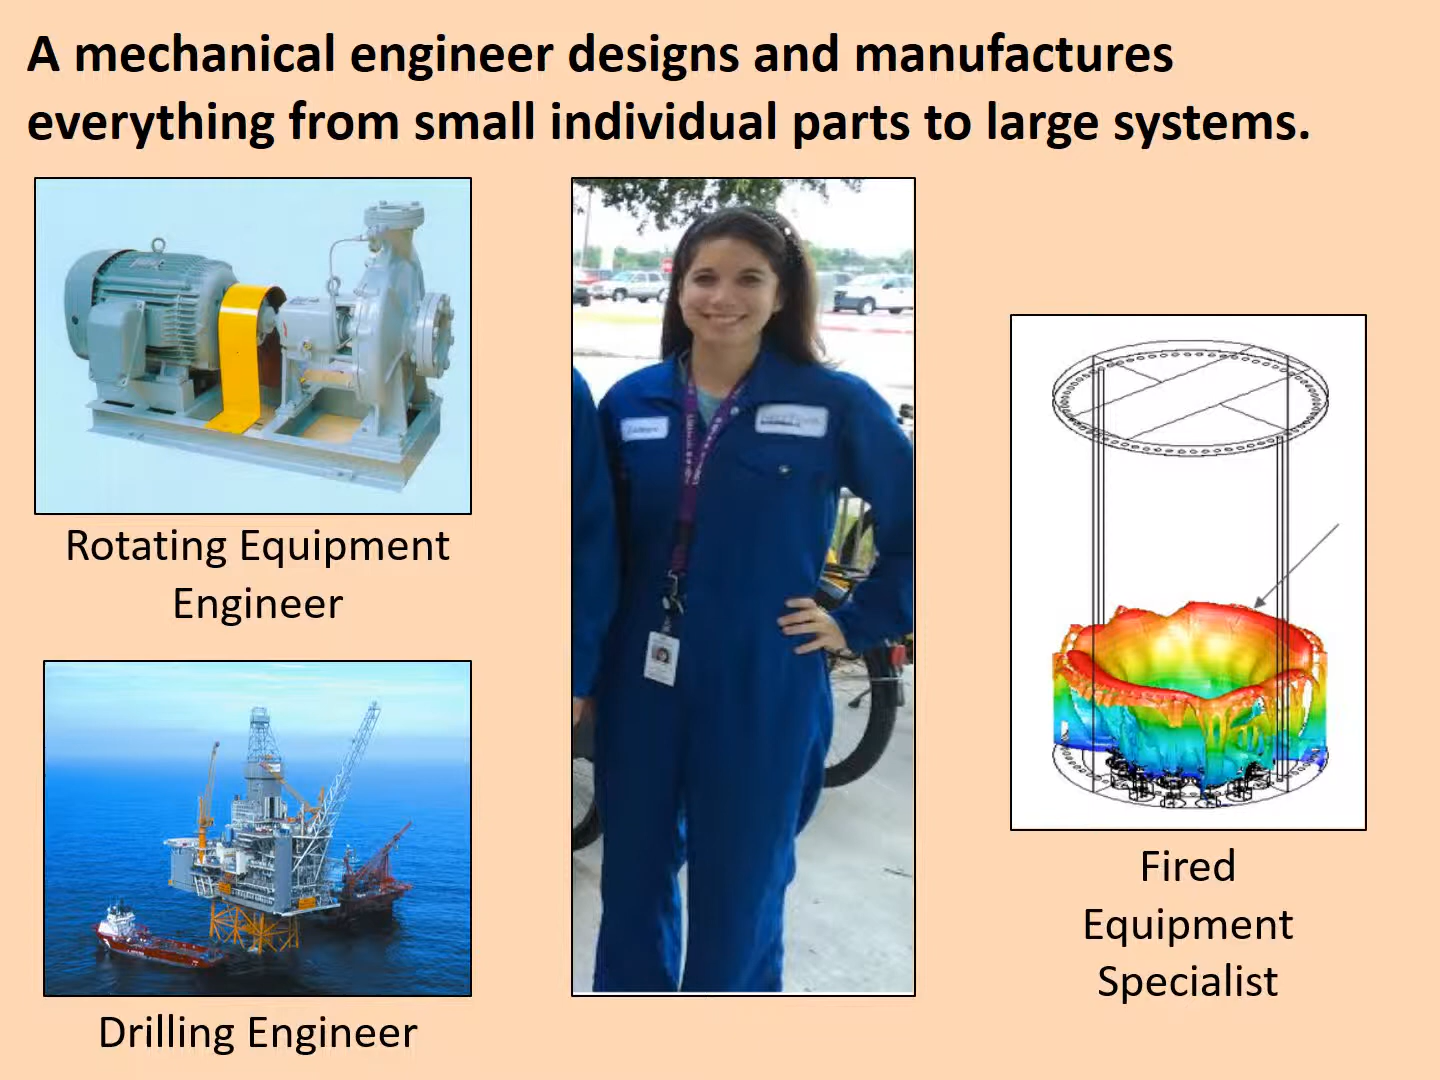 A mechanical engineer designs and manufactures
everything from small individual parts to large systems.
Rotating Equipment
Engineer
Drilling Engineer
Fired
Equipment
Specialist